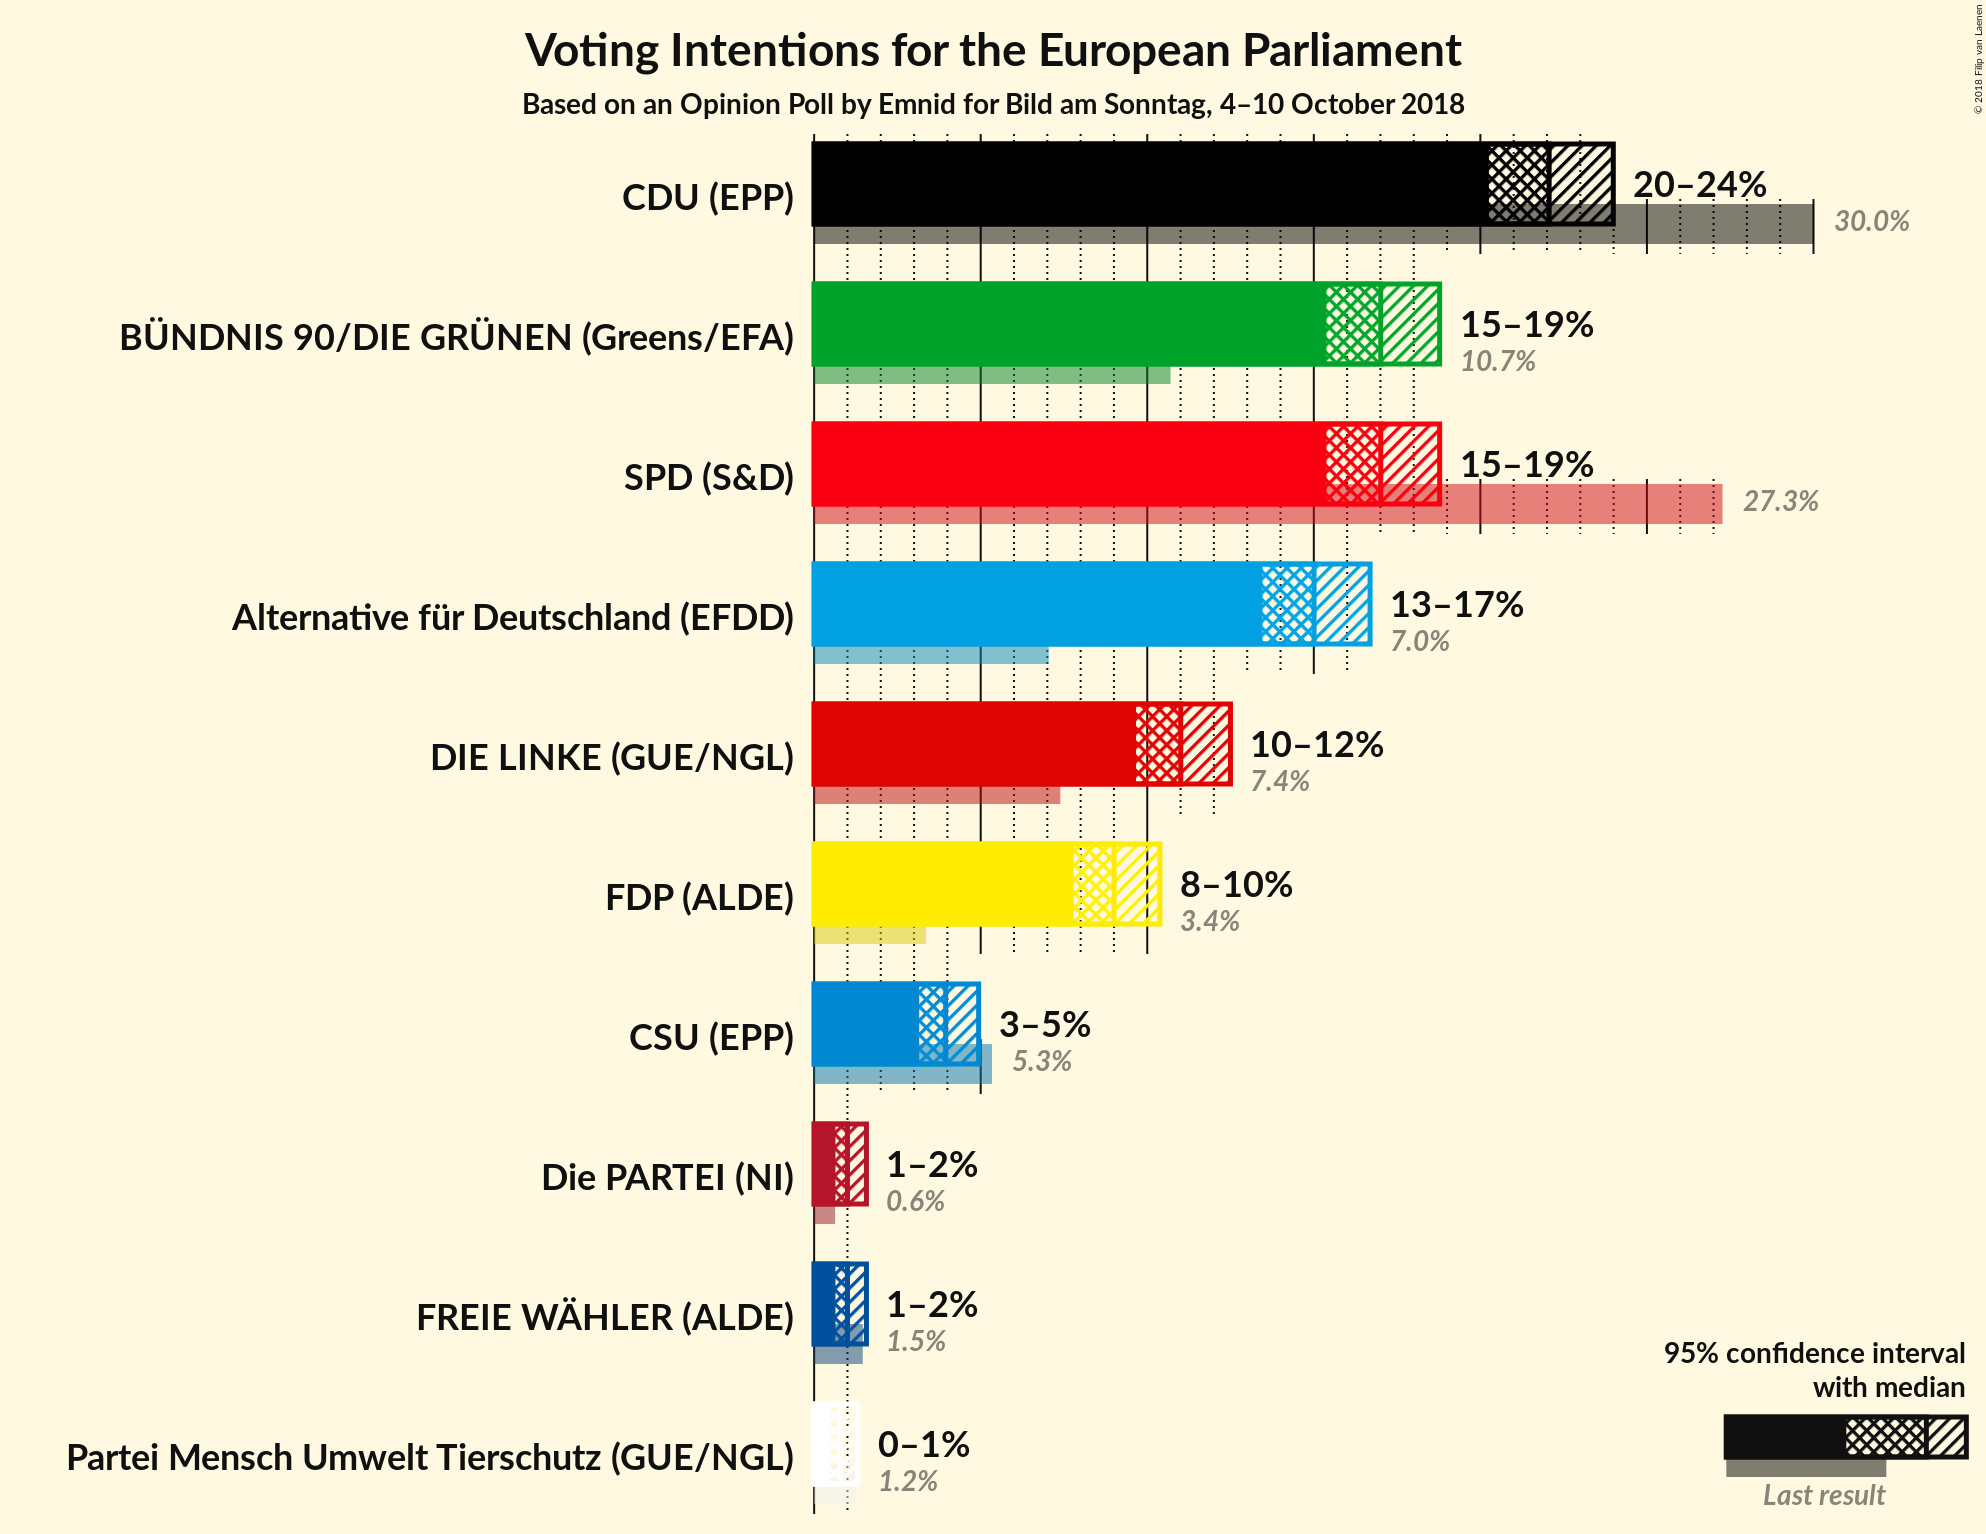 © 2018 Filip van Laenen
Voting Intentions for the European Parliament
Based on an Opinion Poll by Emnid for Bild am Sonntag, 4–10 October 2018
CDU (EPP)
20–24%
30.0%
BÜNDNIS 90/DIE GRÜNEN (Greens/EFA)
15–19%
10.7%
SPD (S&D)
15–19%
27.3%
Alternative für Deutschland (EFDD)
13–17%
7.0%
DIE LINKE (GUE/NGL)
10–12%
7.4%
FDP (ALDE)
8–10%
3.4%
CSU (EPP)
3–5%
5.3%
Die PARTEI (NI)
1–2%
0.6%
FREIE WÄHLER (ALDE)
1–2%
1.5%
Partei Mensch Umwelt Tierschutz (GUE/NGL)
0–1%
1.2%
95% confidence interval
with median
Last result